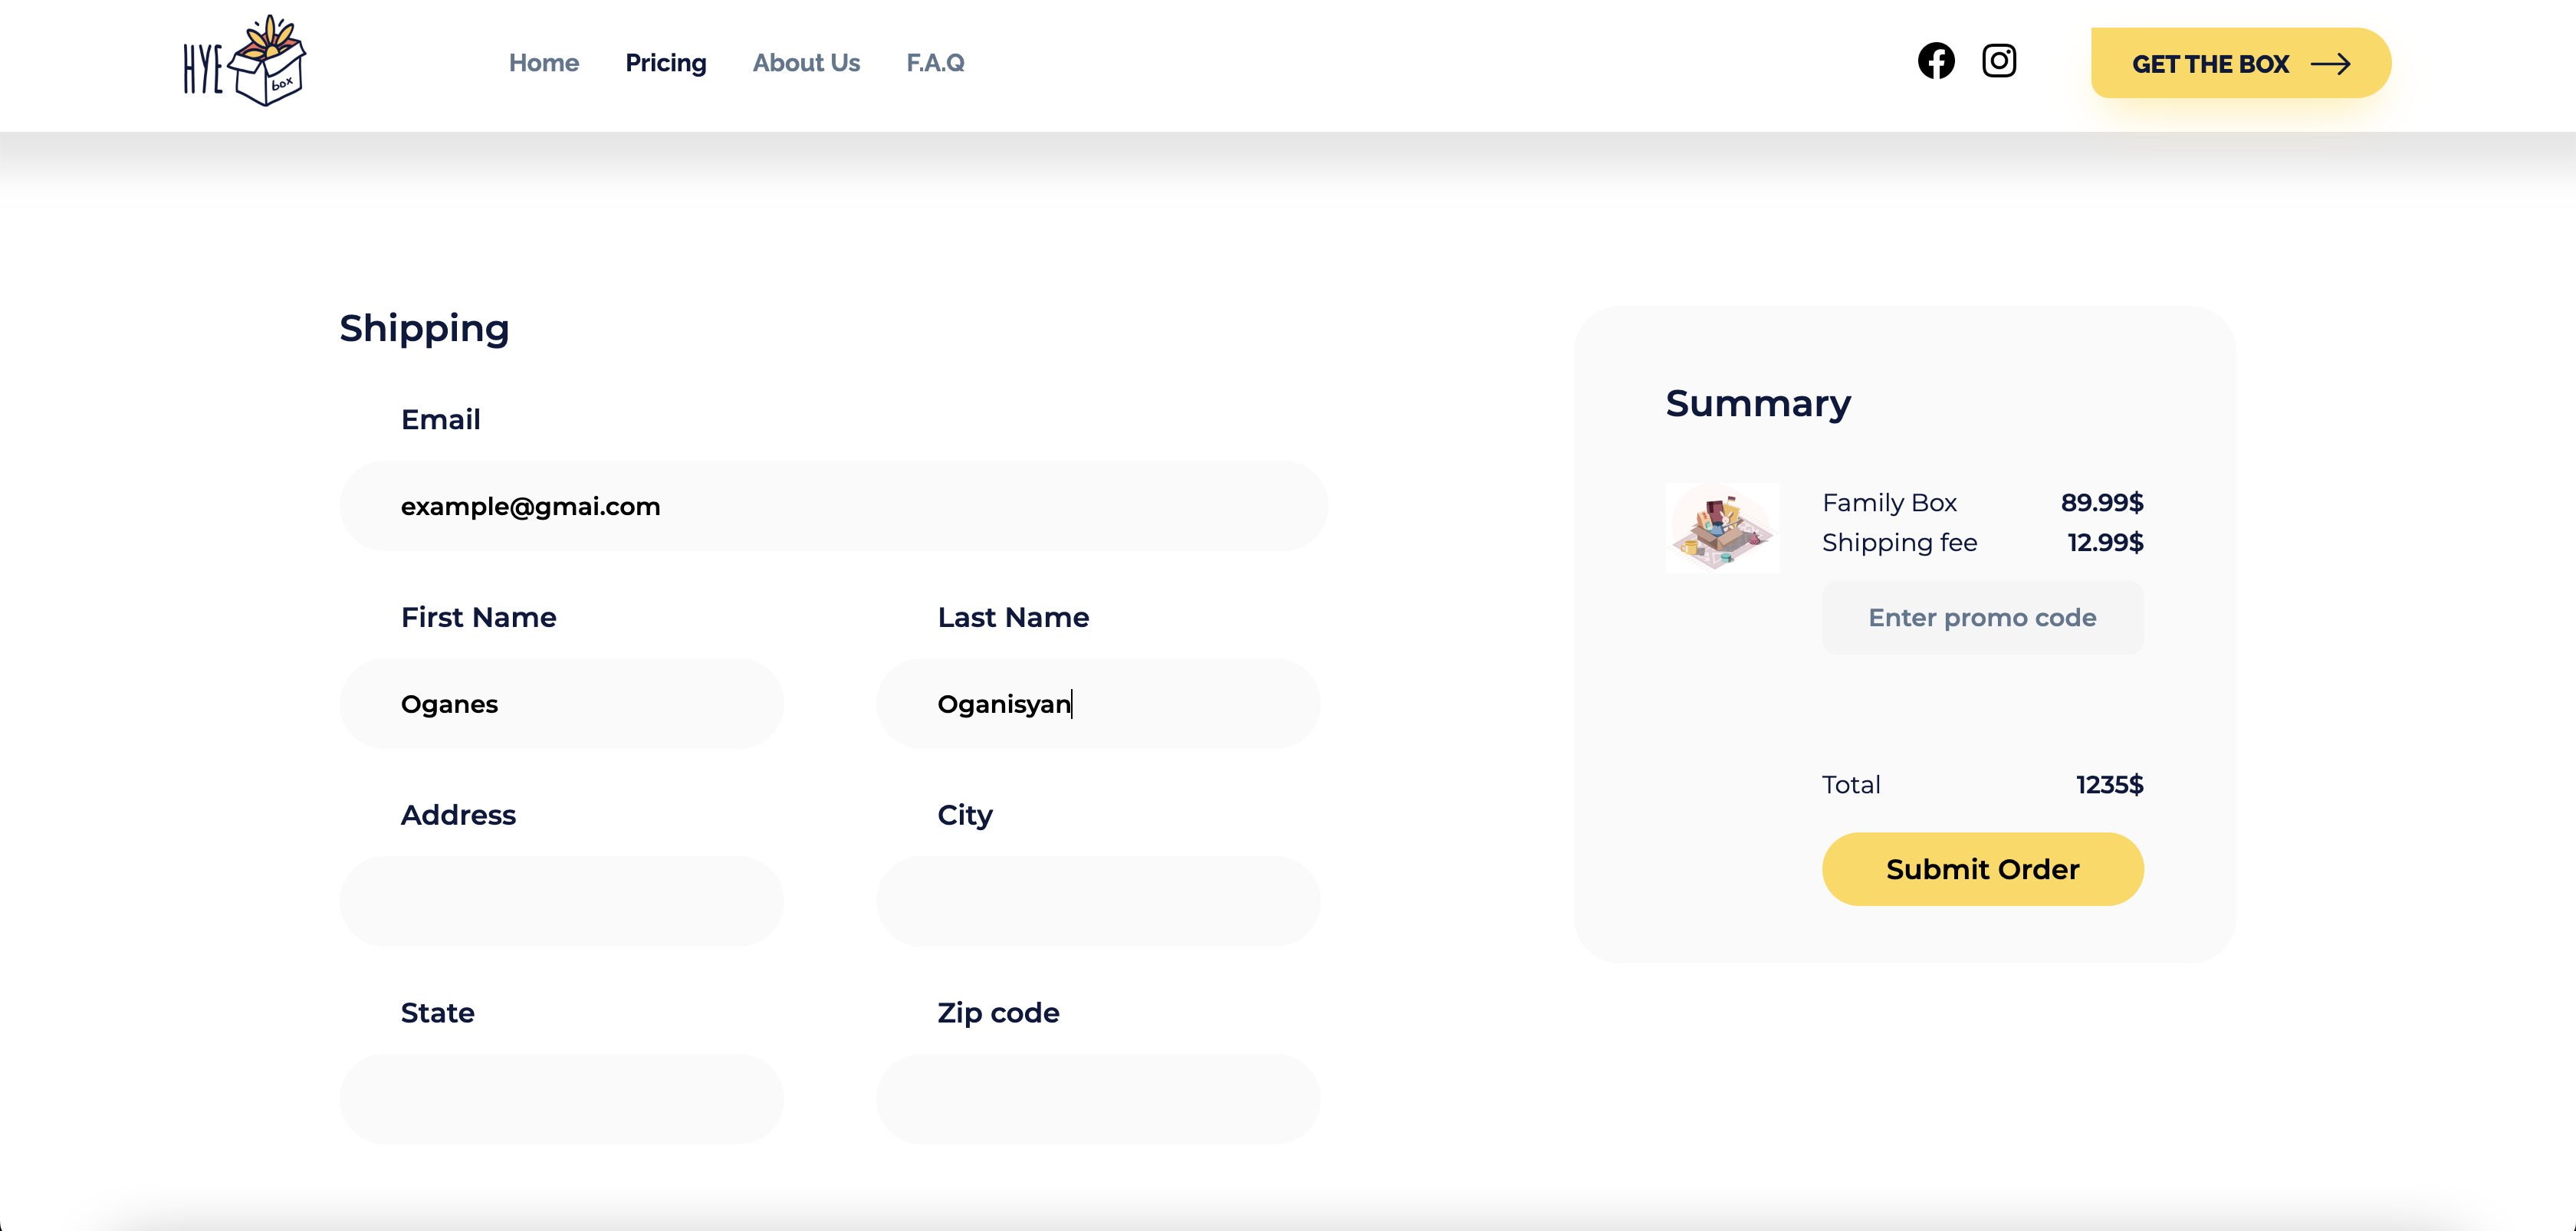 HYE box
Home Pricing About Us F.A.Q
GET THE BOX
Shipping
Email
example@gmai.com
First Name Last Name
Oganes Oganisyan
Address City
State Zip code
Summary
Family Box 89.99$
Shipping fee 12.99$
Enter promo code
Total 1235$
Submit Order